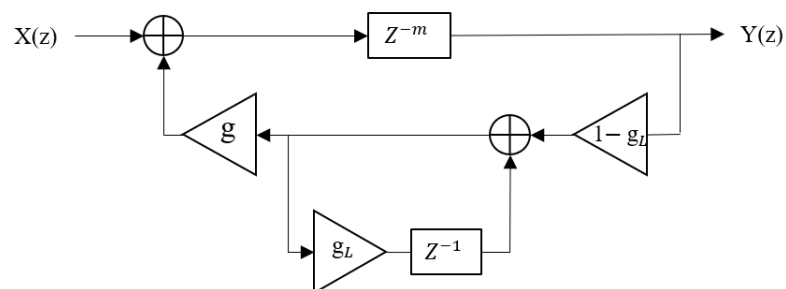 X(z) Z⁻ᵐ Y(z)
g 1− g_L
g_L Z⁻¹